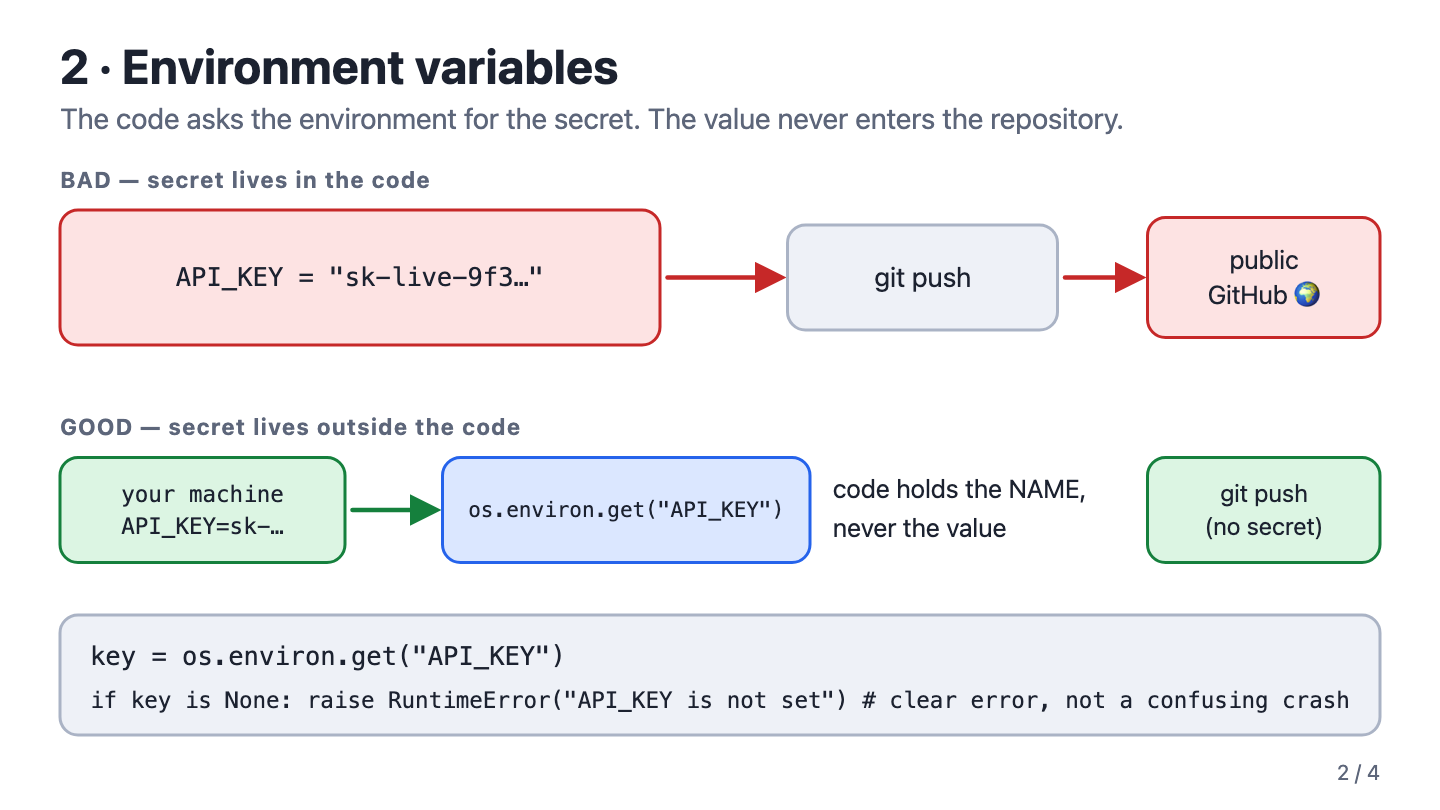 2 · Environment variables
The code asks the environment for the secret. The value never enters the repository.
BAD — secret lives in the code
API_KEY = "sk-live-9f3…"
git push
public
GitHub 🌍
GOOD — secret lives outside the code
your machine
API_KEY=sk-…
os.environ.get("API_KEY")
code holds the NAME,
never the value
git push
(no secret)
key = os.environ.get("API_KEY")
if key is None: raise RuntimeError("API_KEY is not set") # clear error, not a confusing crash
2 / 4